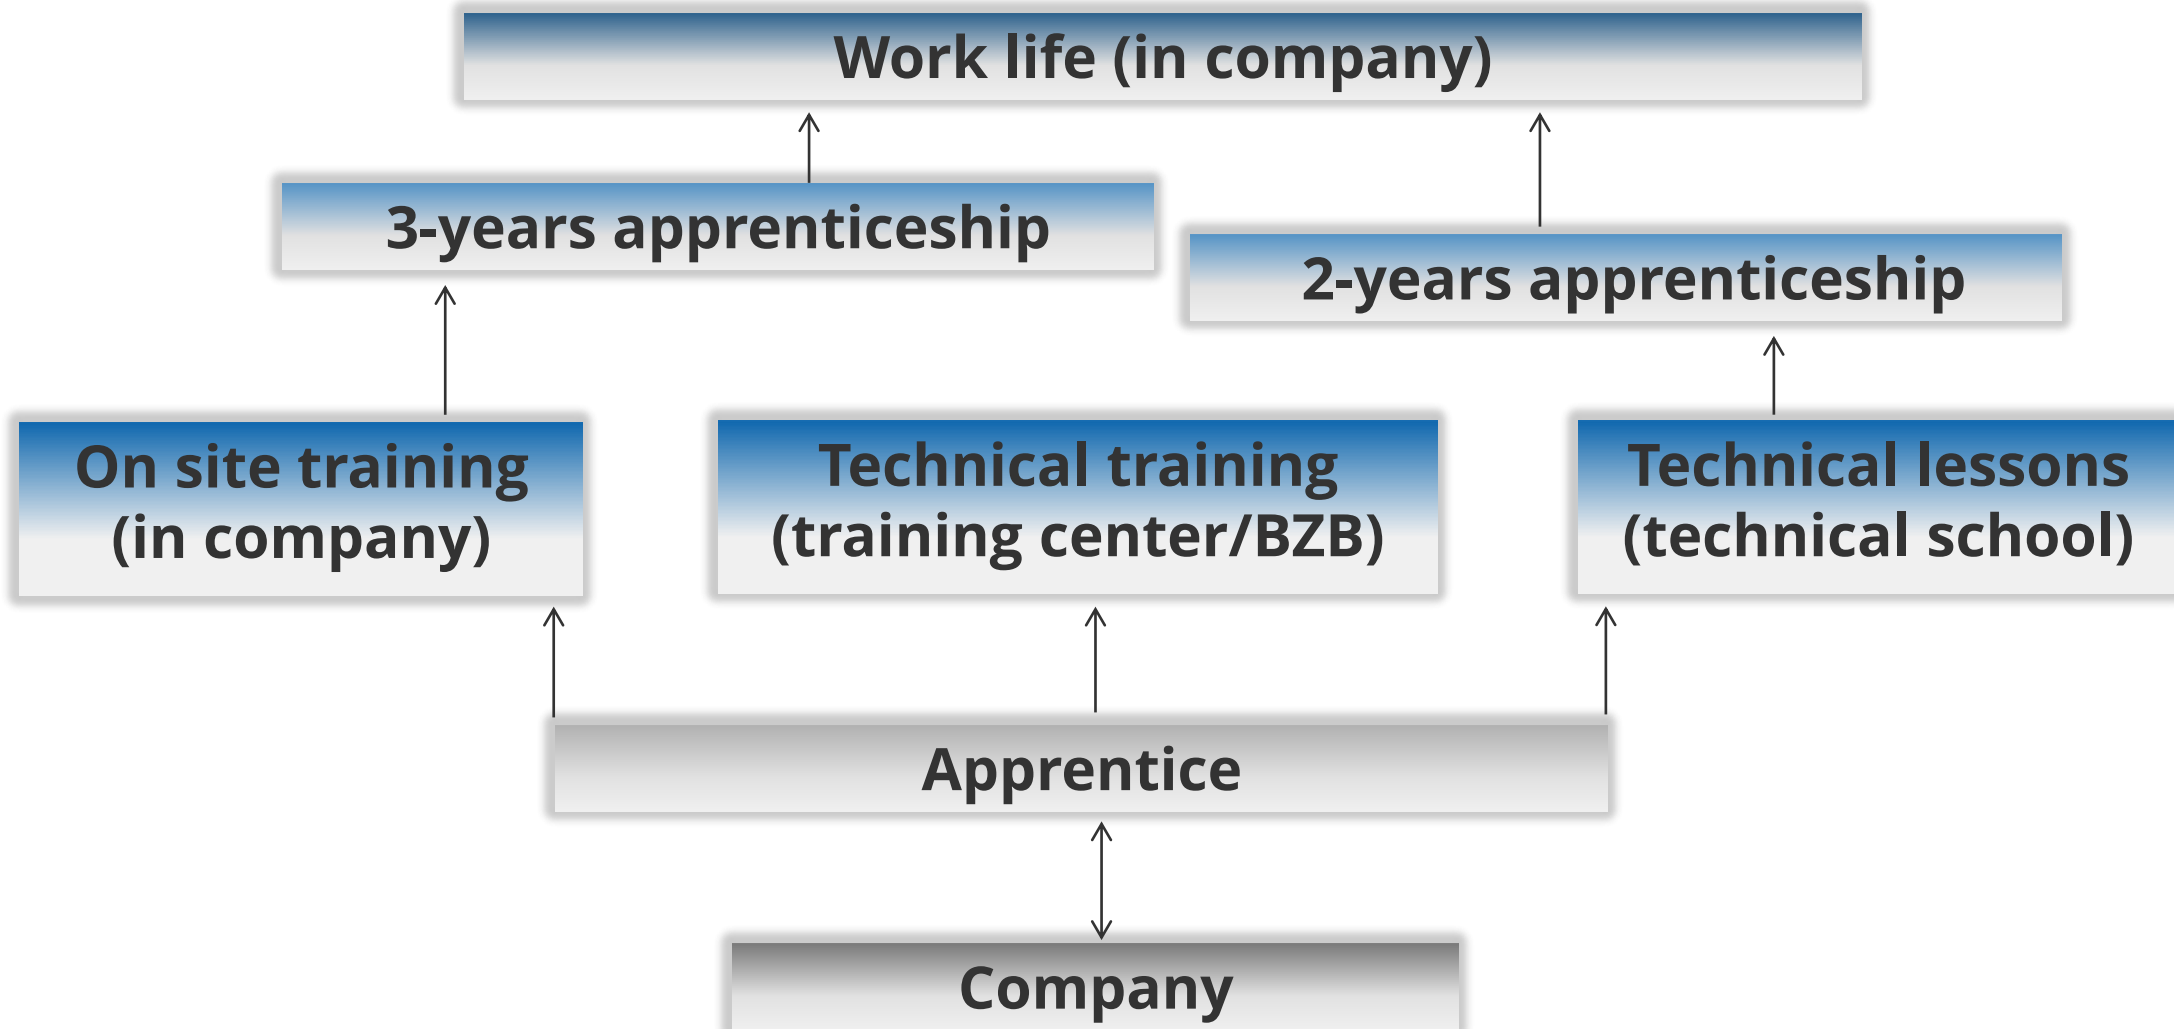 Work life (in company)
3-years apprenticeship
2-years apprenticeship
On site training
(in company)
Technical training
(training center/BZB)
Technical lessons
(technical school)
Apprentice
Company